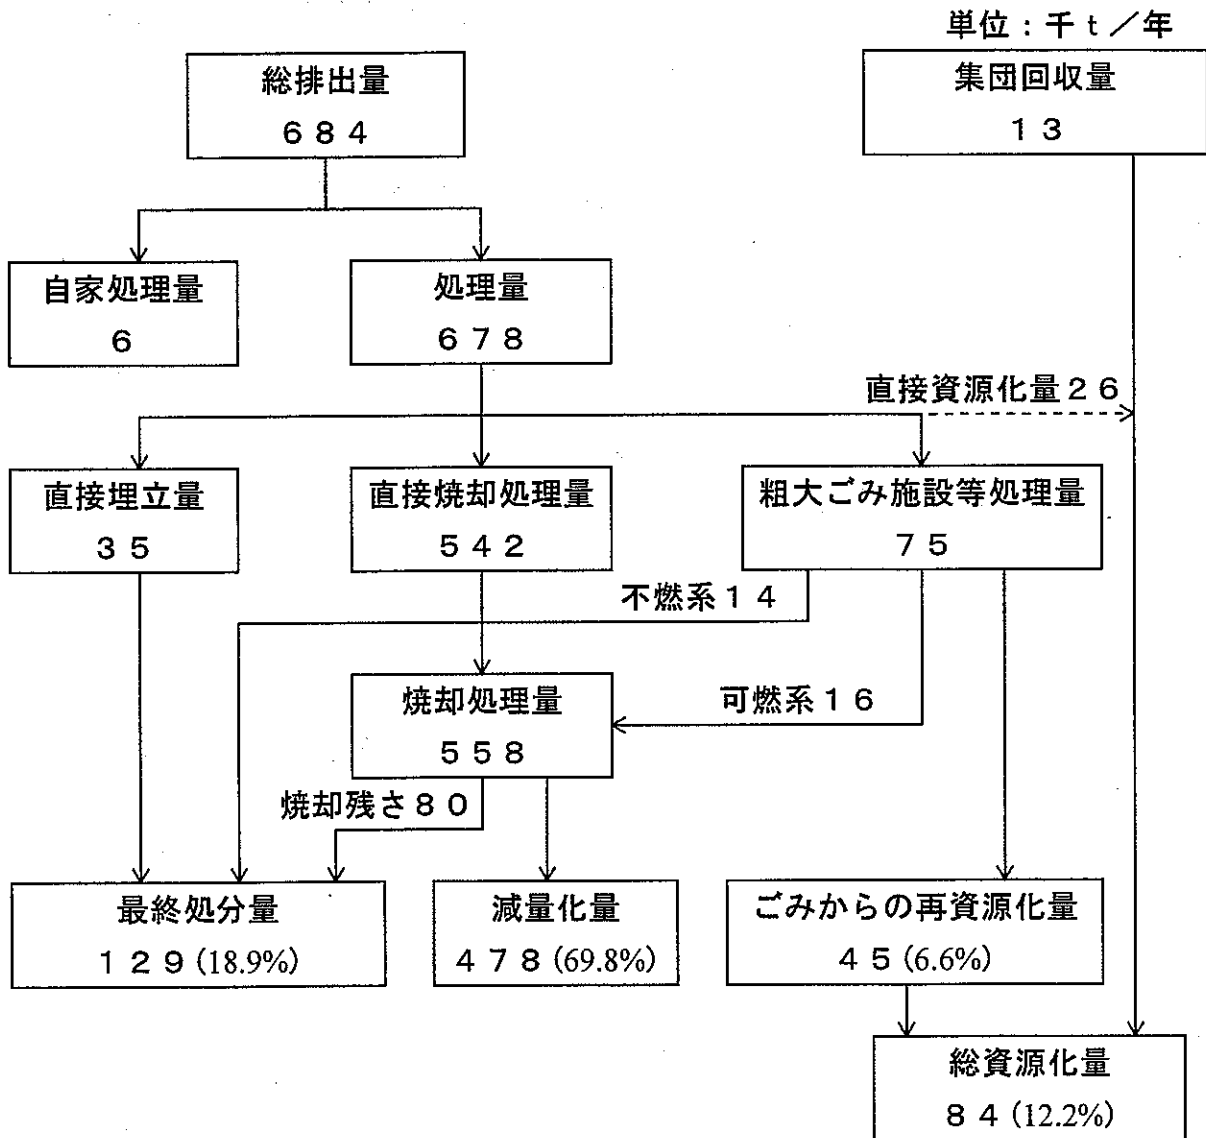 単位：千ｔ／年
総排出量
６８４
集団回収量
１３
自家処理量
６
処理量
６７８
直接資源化量２６
直接埋立量
３５
直接焼却処理量
５４２
粗大ごみ施設等処理量
７５
不燃系１４
焼却処理量
５５８
可燃系１６
焼却残さ８０
最終処分量
１２９(18.9%)
減量化量
４７８(69.8%)
ごみからの再資源化量
４５(6.6%)
総資源化量
８４(12.2%)